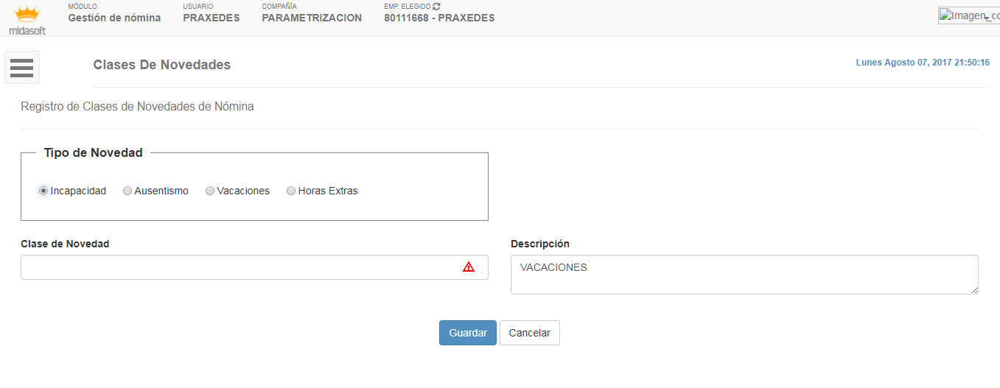 midasoft
MÓDULO
Gestión de nómina
USUARIO
PRAXEDES
COMPAÑÍA
PARAMETRIZACION
EMP. ELEGIDO
80111668 - PRAXEDES
Imagen_co
Clases De Novedades
Lunes Agosto 07, 2017 21:50:16
Registro de Clases de Novedades de Nómina
Tipo de Novedad
Incapacidad Ausentismo Vacaciones Horas Extras
Clase de Novedad
Descripción
VACACIONES
Guardar Cancelar